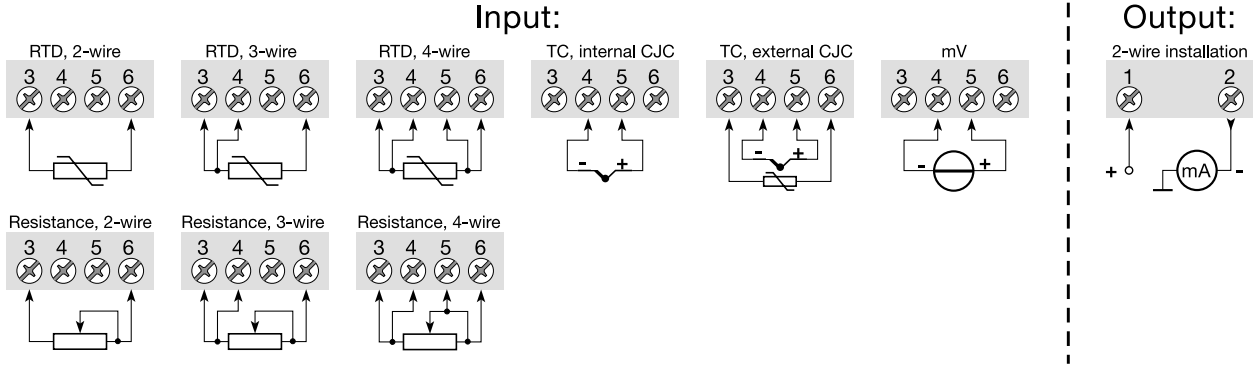 Input:
Output:
RTD, 2-wire
RTD, 3-wire
RTD, 4-wire
TC, internal CJC
TC, external CJC
mV
2-wire installation
3 4 5 6
3 4 5 6
3 4 5 6
3 4 5 6
3 4 5 6
3 4 5 6
1 2
- +
- +
- +
+ mA -
Resistance, 2-wire
Resistance, 3-wire
Resistance, 4-wire
3 4 5 6
3 4 5 6
3 4 5 6